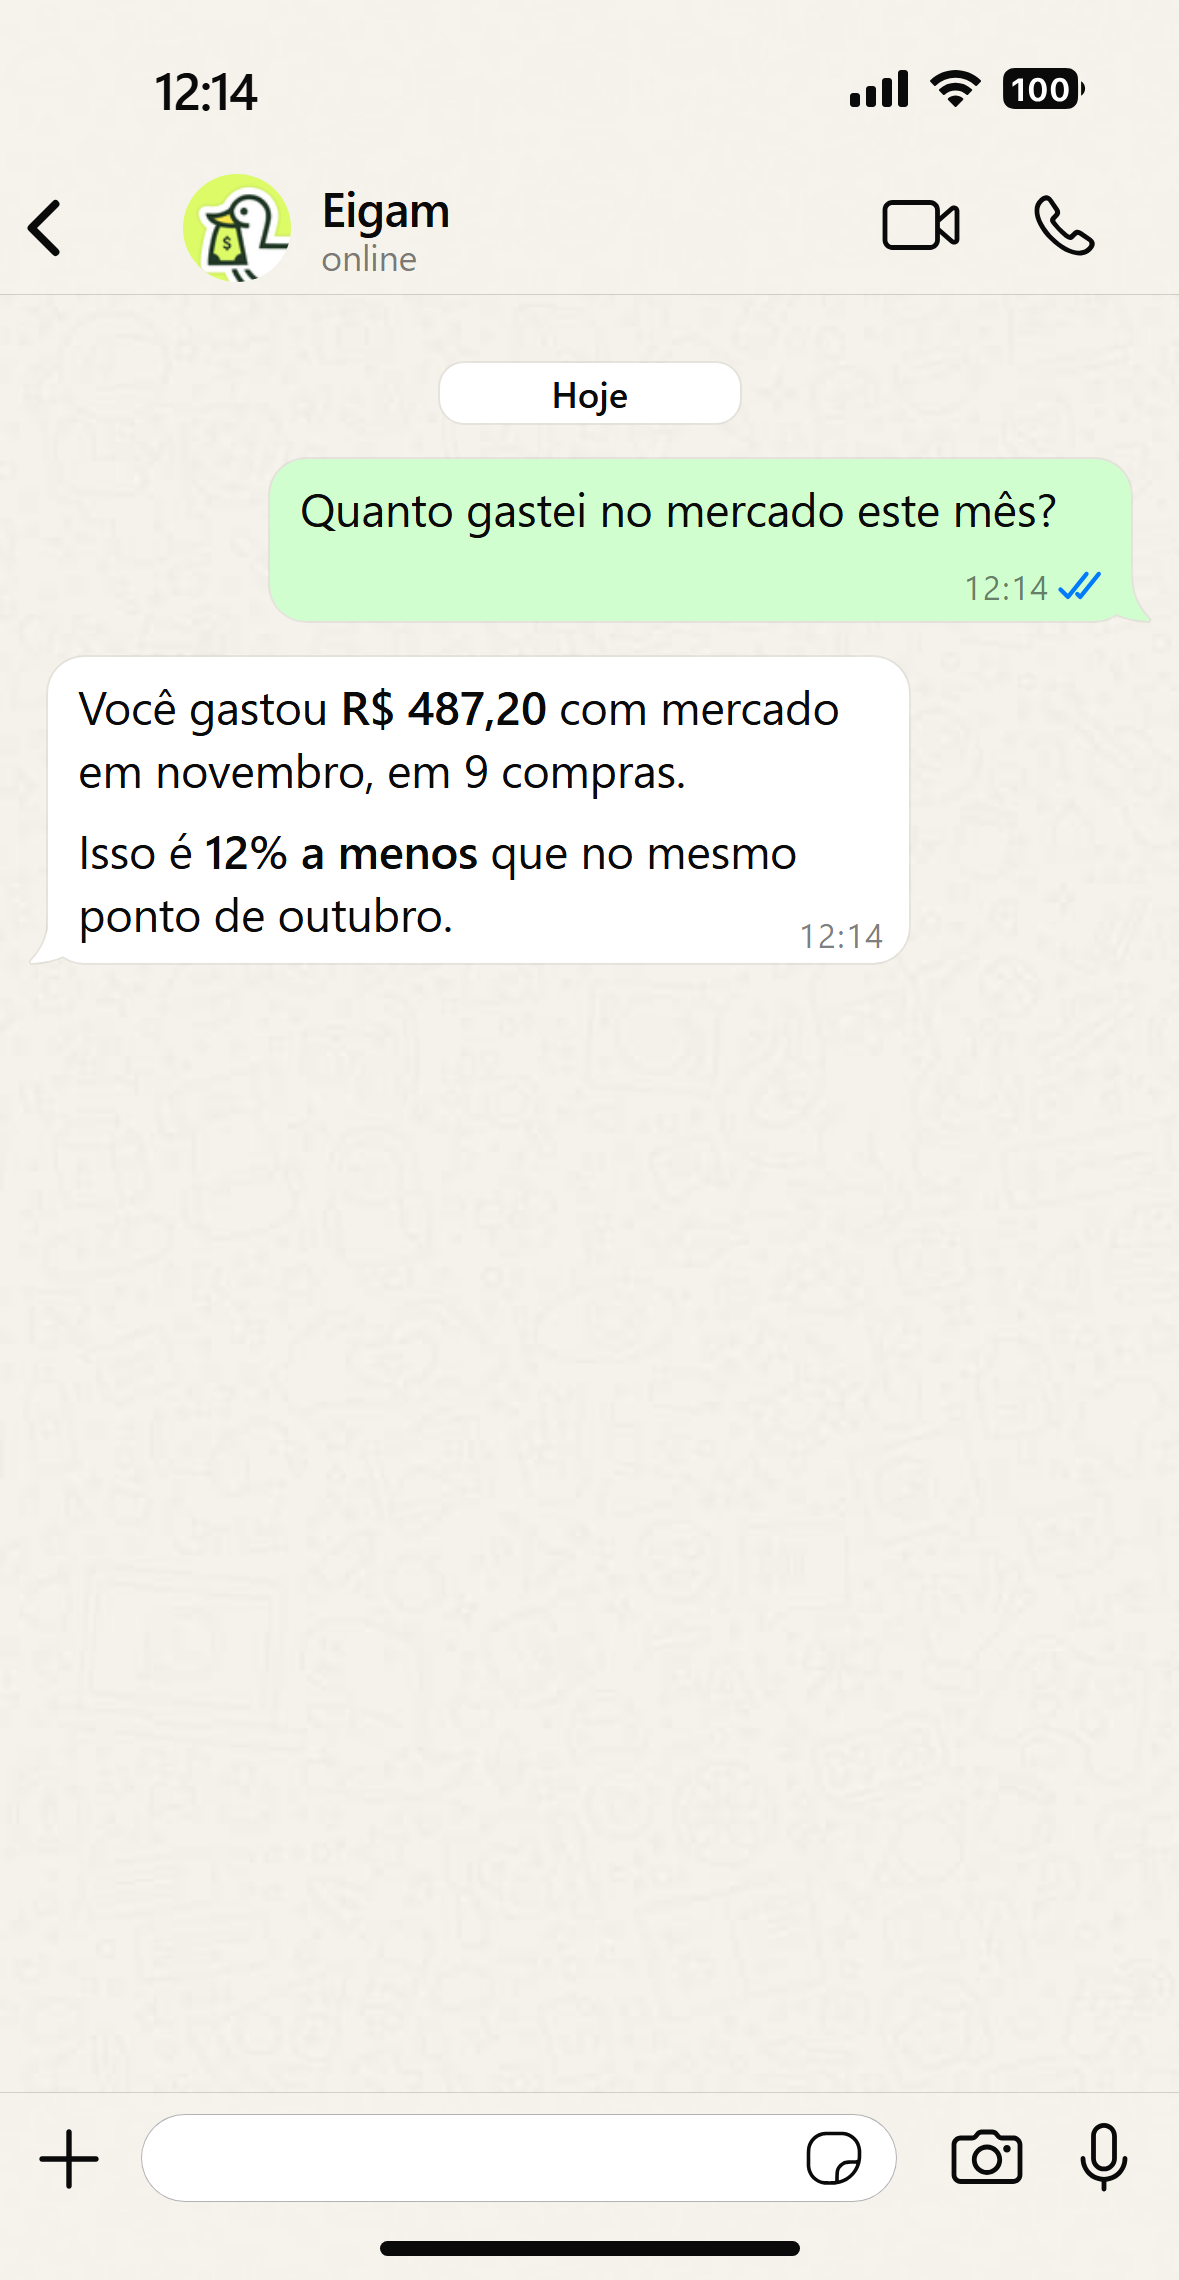 12:14
100
Eigam
online
$
Hoje
Quanto gastei no mercado este mês?
12:14
Você gastou R$ 487,20 com mercado
em novembro, em 9 compras.
Isso é 12% a menos que no mesmo
ponto de outubro.
12:14